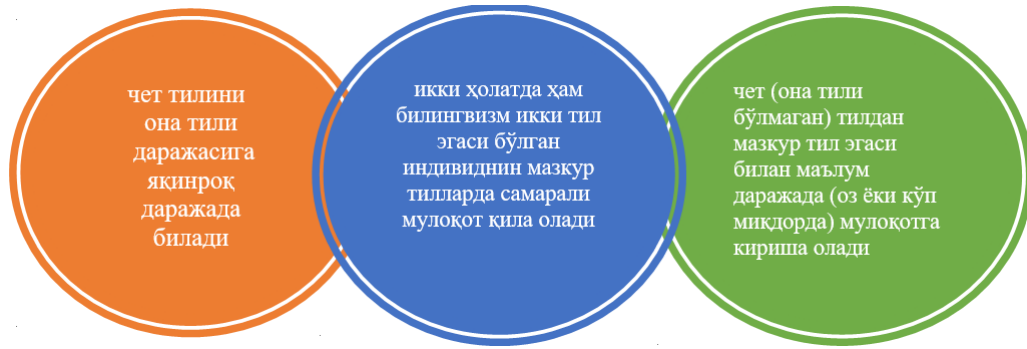 чет тилини
она тили
даражасига
яқинроқ
даражада
билади
икки ҳолатда ҳам
билингвизм икки тил
эгаси бўлган
индивиднин мазкур
тилларда самарали
мулоқот қила олади
чет (она тили
бўлмаган) тилдан
мазкур тил эгаси
билан маълум
даражада (оз ёки кўп
миқдорда) мулоқотга
кириша олади